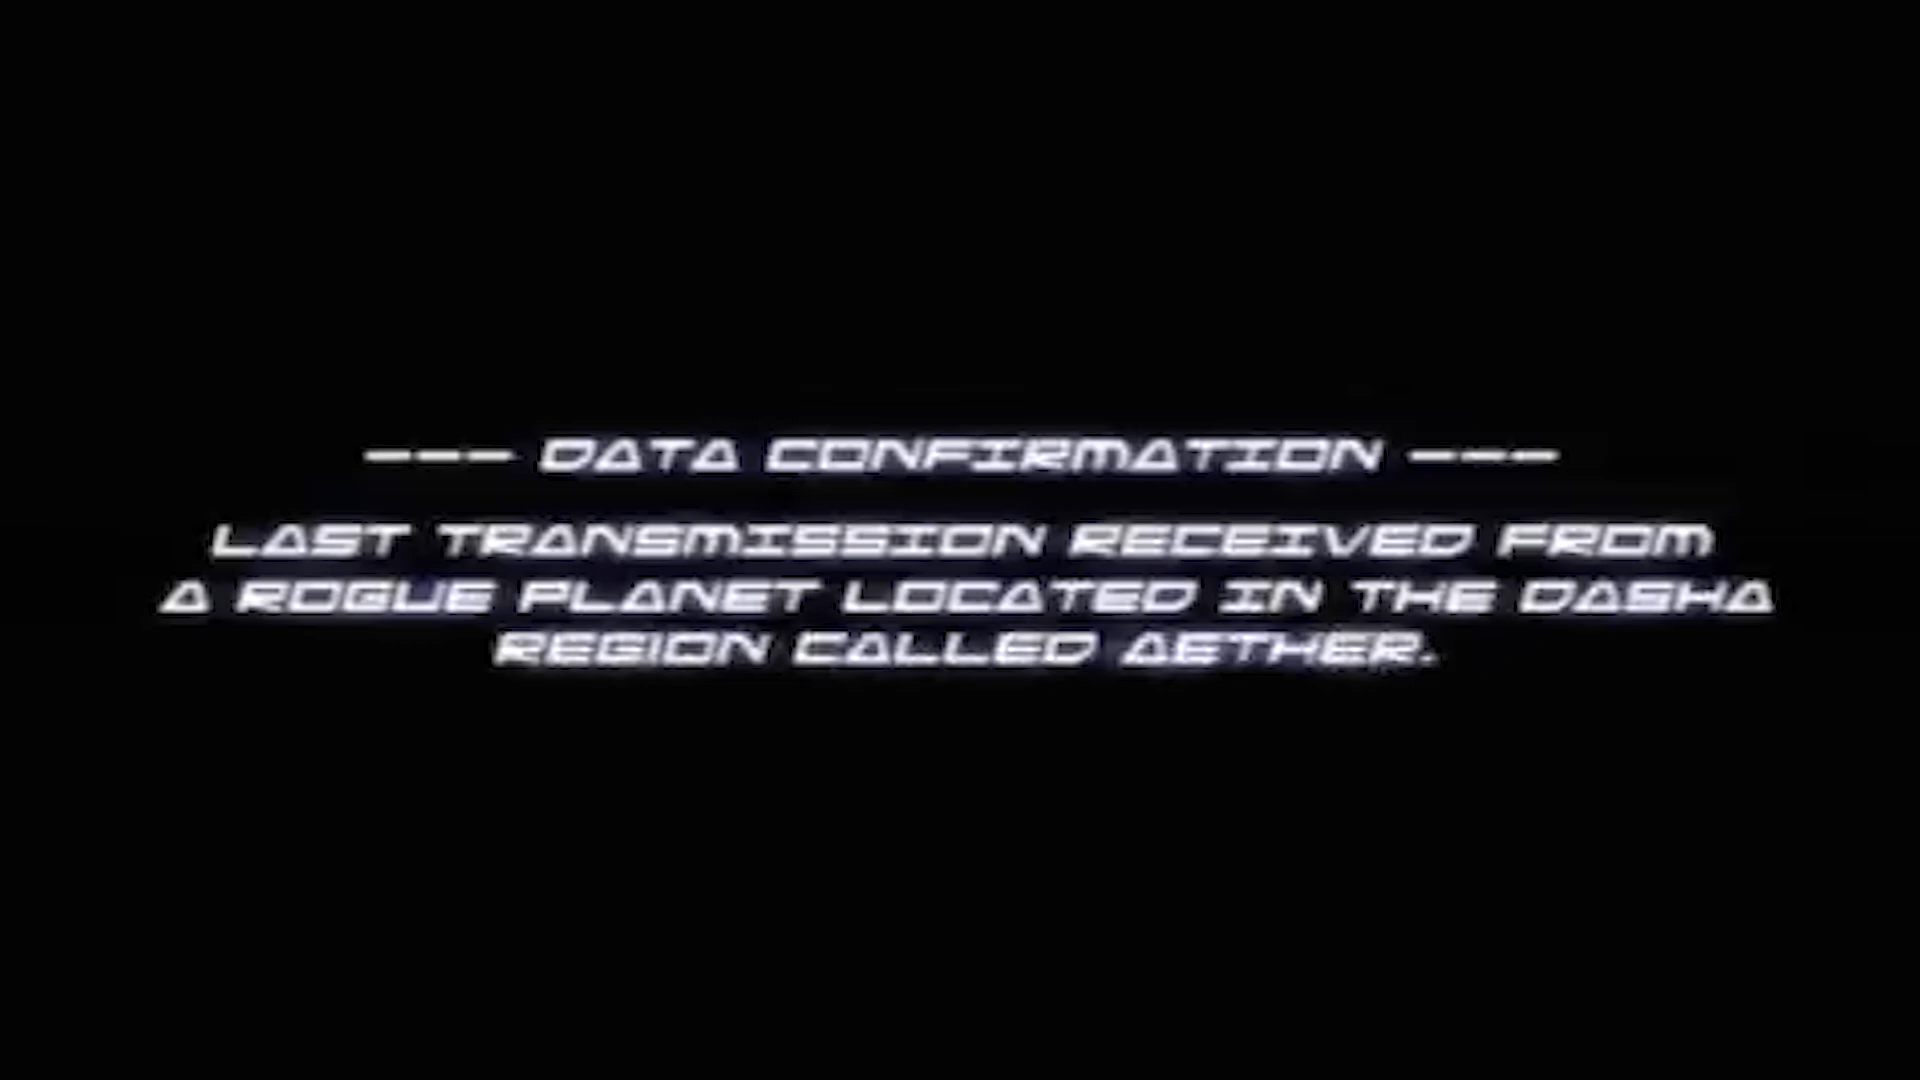 --- DATA CONFIRMATION ---
LAST TRANSMISSION RECEIVED FROM
A ROGUE PLANET LOCATED IN THE DASHA
REGION CALLED AETHER.